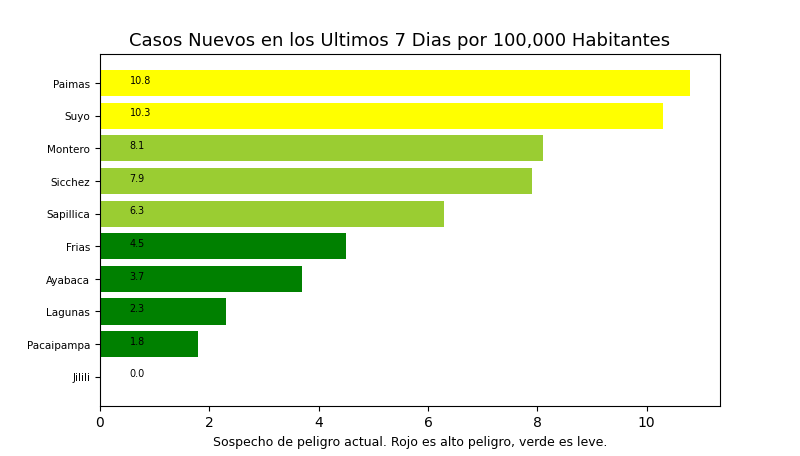 Casos Nuevos en los Ultimos 7 Dias por 100,000 Habitantes
Paimas 10.8
Suyo 10.3
Montero 8.1
Sicchez 7.9
Sapillica 6.3
Frias 4.5
Ayabaca 3.7
Lagunas 2.3
Pacaipampa 1.8
Jilili 0.0
0 2 4 6 8 10
Sospecho de peligro actual. Rojo es alto peligro, verde es leve.